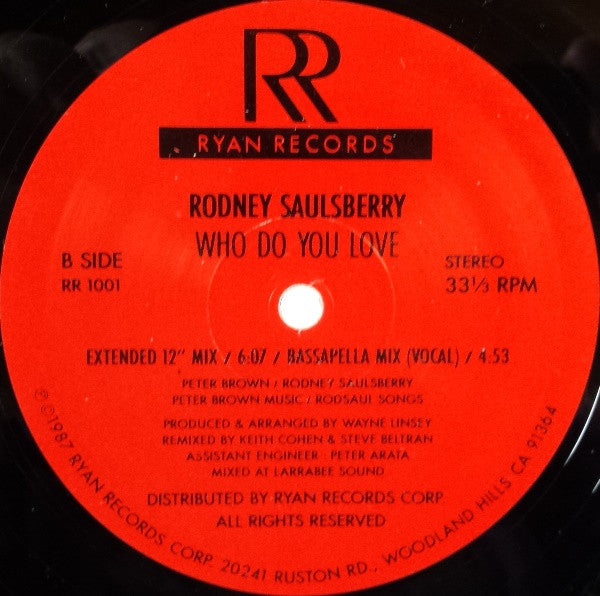 RR
RYAN RECORDS
RODNEY SAULSBERRY
WHO DO YOU LOVE
B SIDE
RR 1001
STEREO
33⅓ RPM
EXTENDED 12" MIX / 6:07 / BASSAPELLA MIX (VOCAL) / 4:53
PETER BROWN / RODNEY SAULSBERRY
PETER BROWN MUSIC / RODSAUL SONGS
PRODUCED & ARRANGED BY WAYNE LINSEY
REMIXED BY KEITH COHEN & STEVE BELTRAN
ASSISTANT ENGINEER - PETER ARATA
MIXED AT LARRABEE SOUND
DISTRIBUTED BY RYAN RECORDS CORP.
ALL RIGHTS RESERVED
℗©1987 RYAN RECORDS CORP. 20241 RUSTON RD., WOODLAND HILLS CA 91364